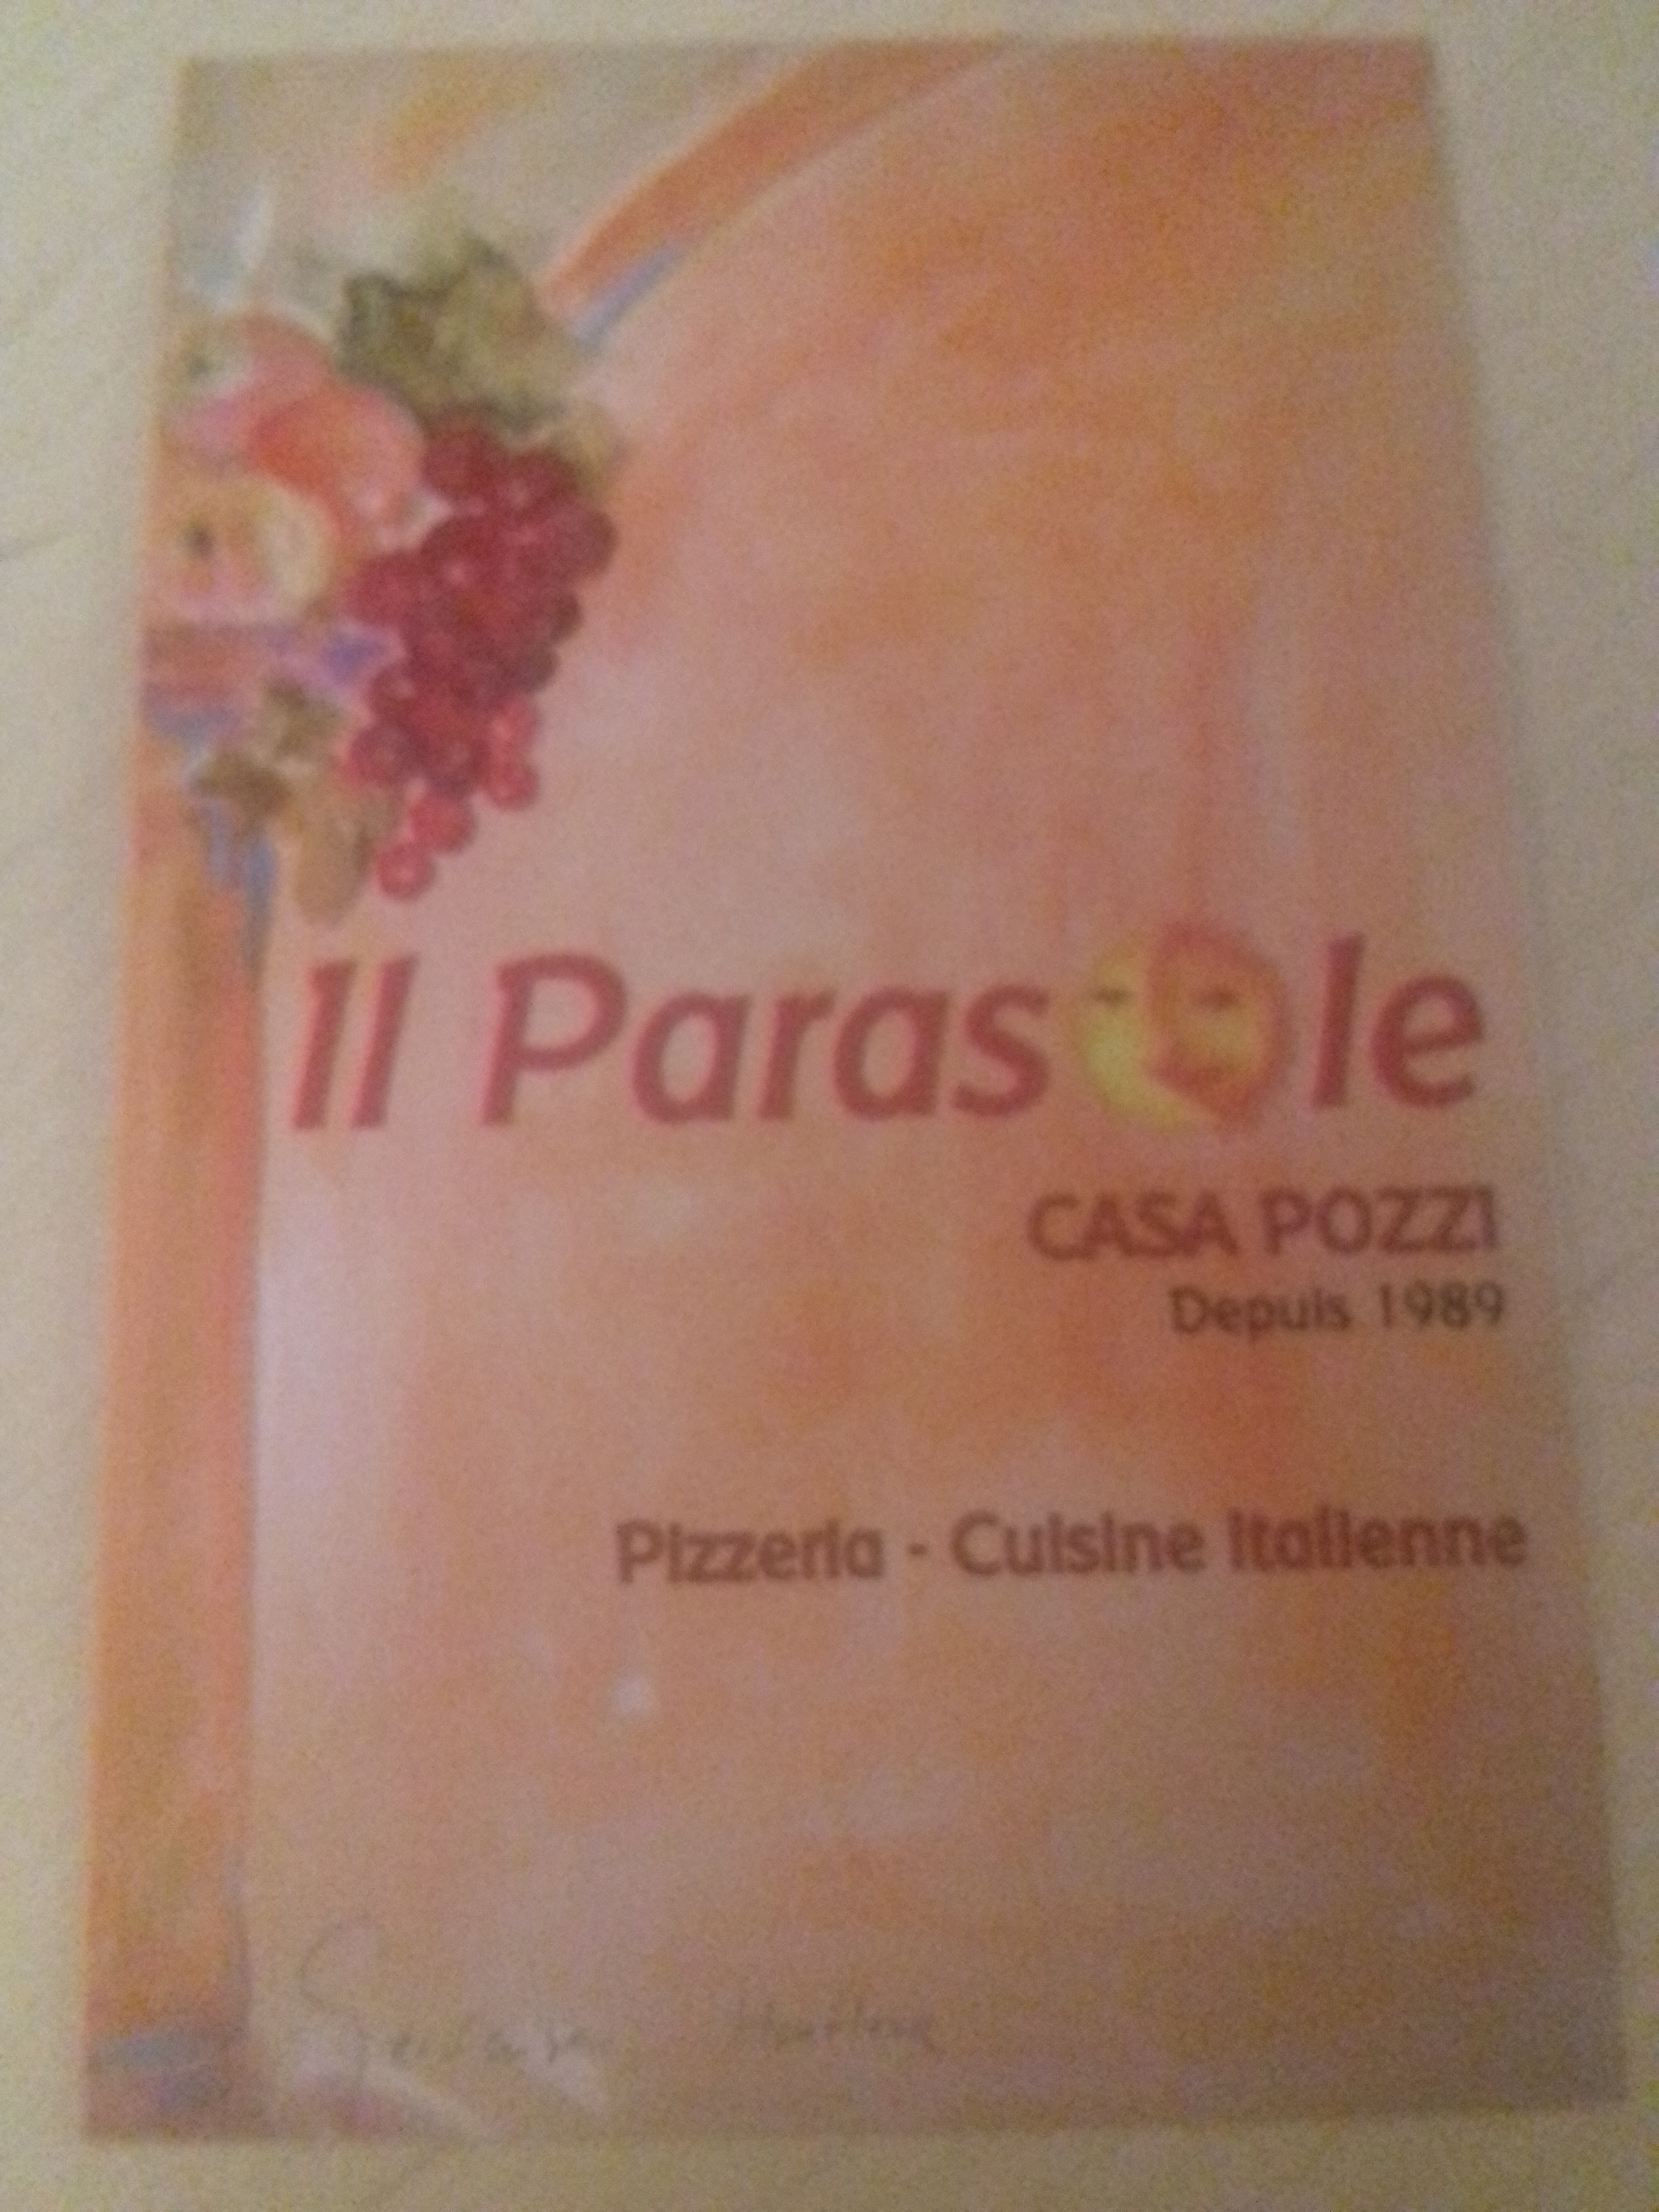 Il Parasole
CASA POZZI
Depuis 1989
Pizzeria - Cuisine Italienne